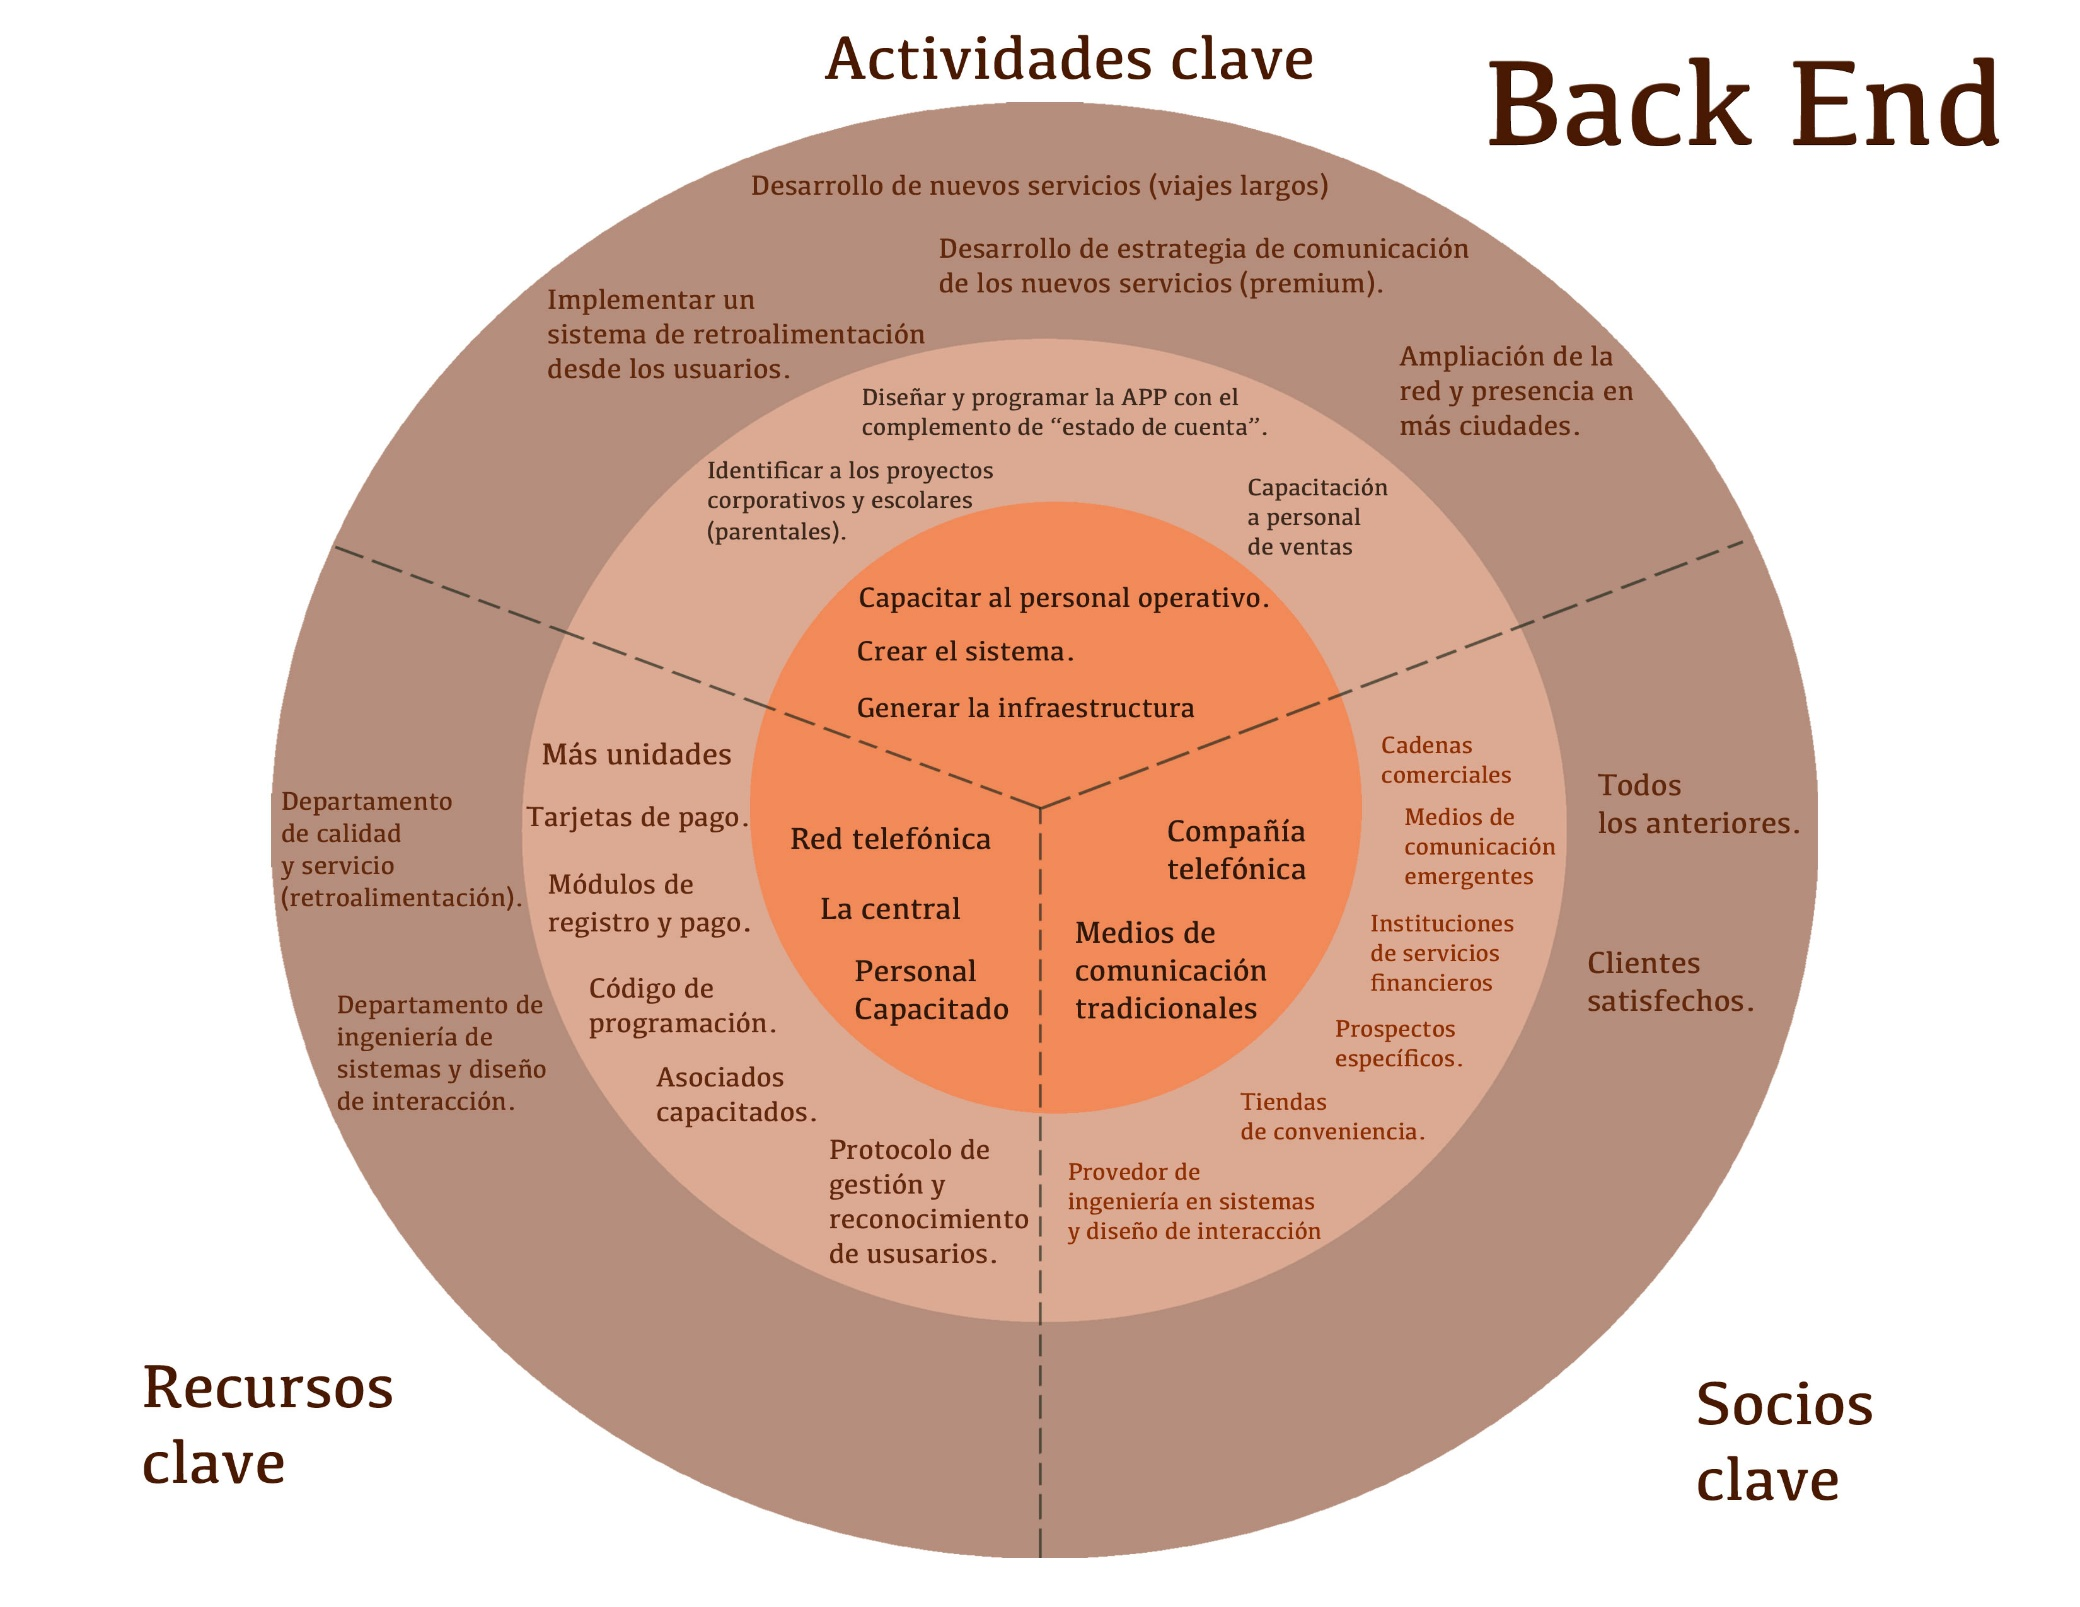 Actividades clave
Back End
Desarrollo de nuevos servicios (viajes largos)
Desarrollo de estrategia de comunicación
de los nuevos servicios (premium).
Implementar un
sistema de retroalimentación
desde los usuarios.
Ampliación de la
red y presencia en
más ciudades.
Diseñar y programar la APP con el
complemento de “estado de cuenta”.
Identificar a los proyectos
corporativos y escolares
(parentales).
Capacitación
a personal
de ventas
Capacitar al personal operativo.
Crear el sistema.
Generar la infraestructura
Departamento
de calidad
y servicio
(retroalimentación).
Departamento de
ingeniería de
sistemas y diseño
de interacción.
Más unidades
Tarjetas de pago.
Módulos de
registro y pago.
Código de
programación.
Asociados
capacitados.
Protocolo de
gestión y
reconocimiento
de ususarios.
Red telefónica
La central
Personal
Capacitado
Compañía
telefónica
Medios de
comunicación
tradicionales
Cadenas
comerciales
Medios de
comunicación
emergentes
Instituciones
de servicios
financieros
Prospectos
específicos.
Tiendas
de conveniencia.
Provedor de
ingeniería en sistemas
y diseño de interacción
Todos
los anteriores.
Clientes
satisfechos.
Recursos
clave
Socios
clave